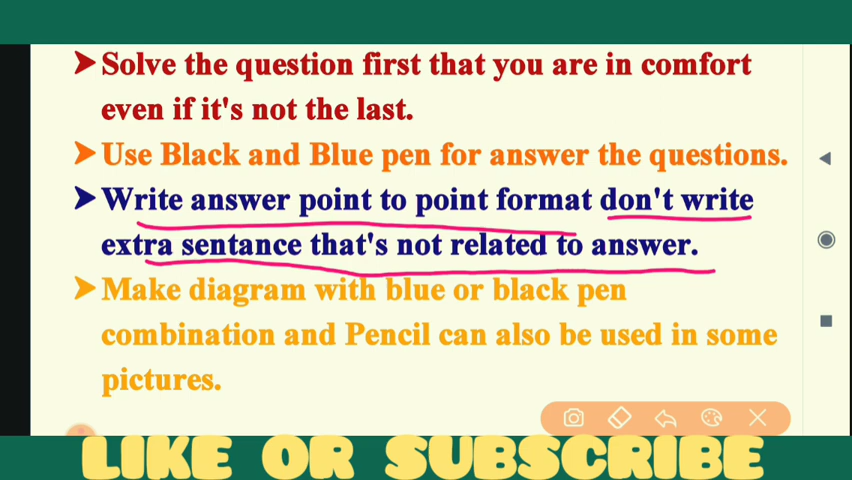 ➤Solve the question first that you are in comfort
even if it's not the last.
➤Use Black and Blue pen for answer the questions.
➤Write answer point to point format don't write
extra sentance that's not related to answer.
➤Make diagram with blue or black pen
combination and Pencil can also be used in some
pictures.
LIKE OR SUBSCRIBE